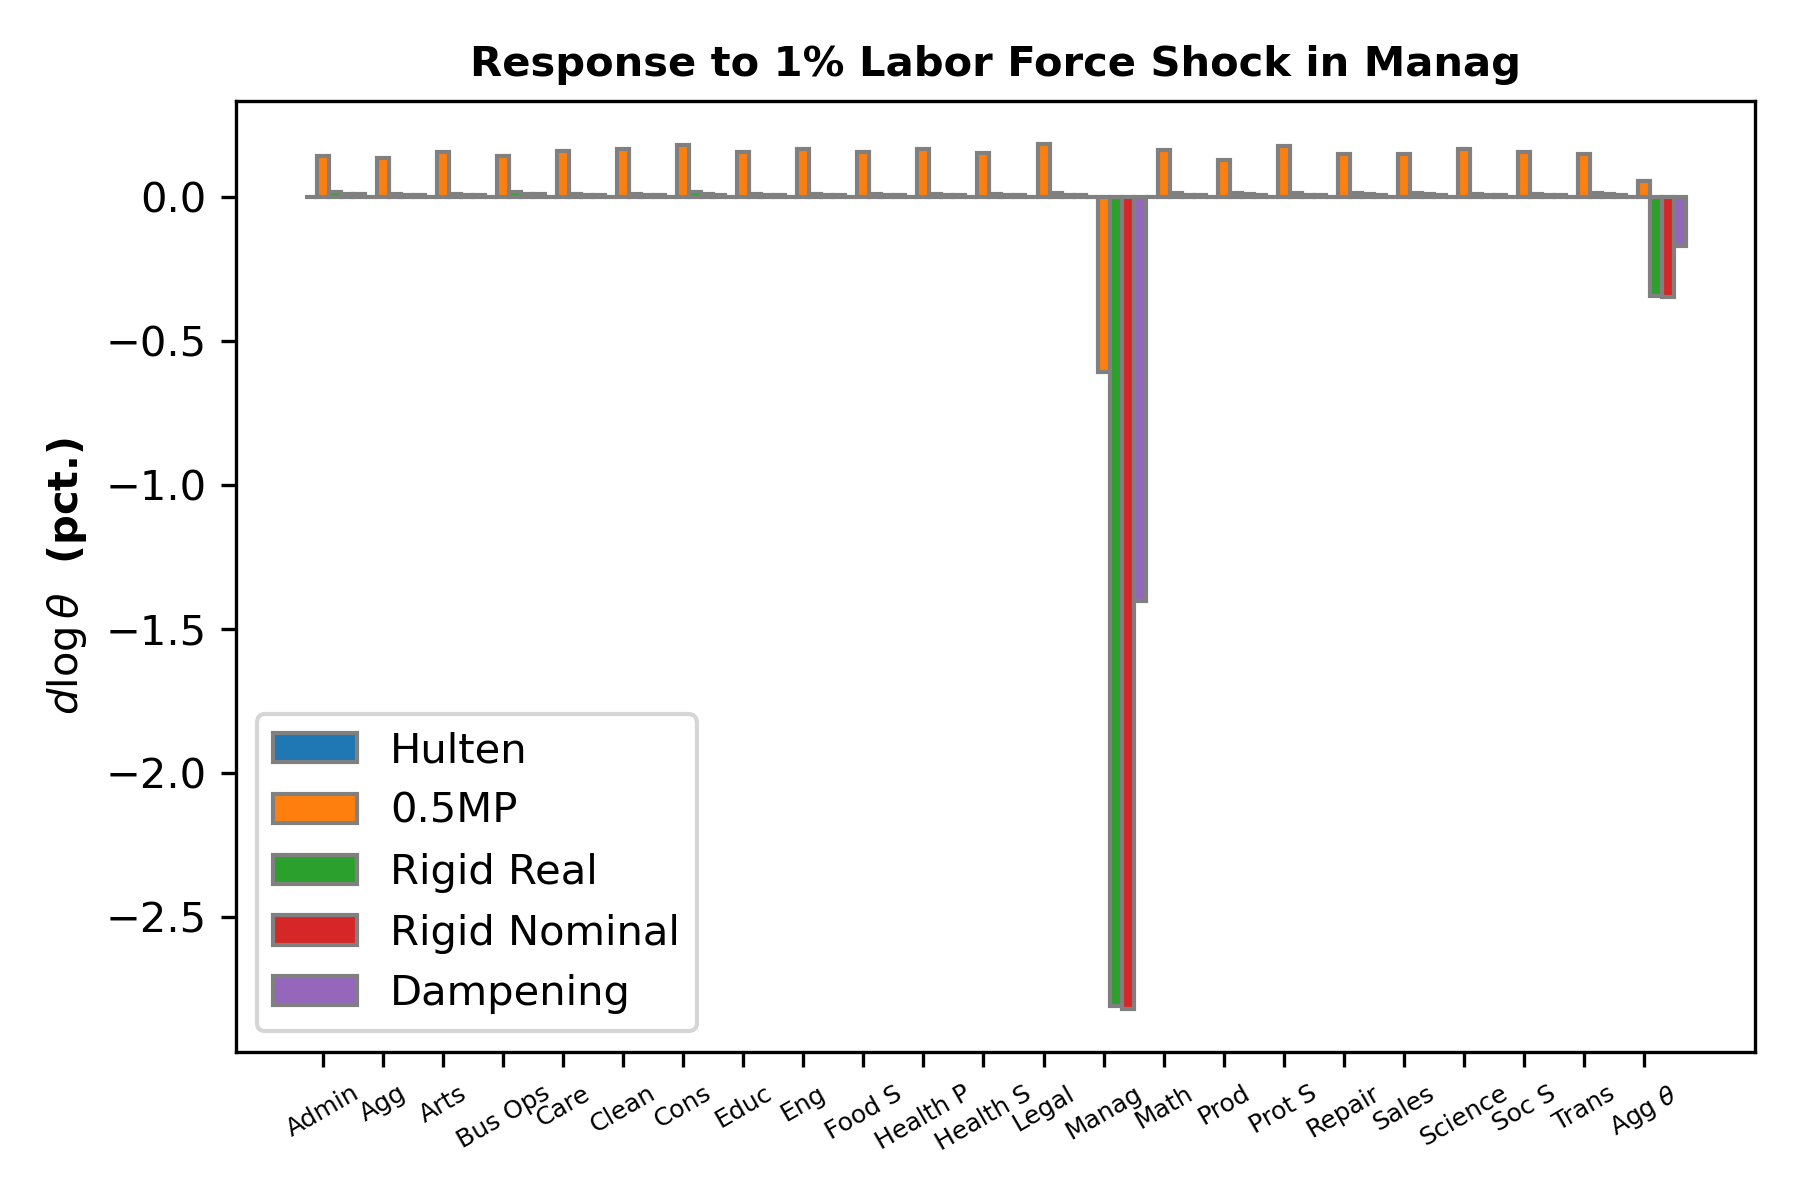 Response to 1% Labor Force Shock in Manag
d log θ (pct.)
0.0
−0.5
−1.0
−1.5
−2.0
−2.5
Hulten
0.5MP
Rigid Real
Rigid Nominal
Dampening
Admin Agg Arts Bus Ops Care Clean Cons Educ Eng Food S Health P Health S Legal Manag Math Prod Prot S Repair Sales Science Soc S Trans Agg θ